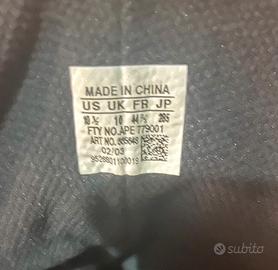 MADE IN CHINA
US UK FR JP
10 ½ 10 44 ⅔ 285
FTY NO. APE 779001
ART NO.
02/03
subito